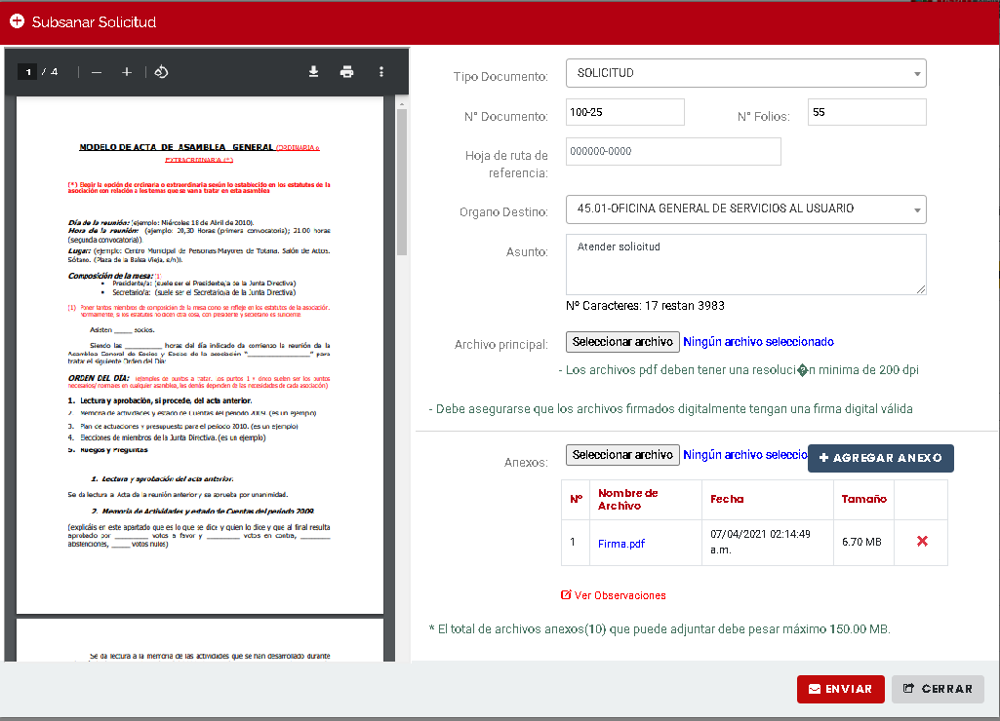 Subsanar Solicitud
1 / 4
MODELO DE ACTA DE ASAMBLEA GENERAL (ORDINARIA o
EXTRAORDINARIA (*)
(*) Elegir la opción de ordinaria o extraordinaria según lo establecido en los estatutos de la
asociación con relación a los temas que se vaya a tratar en esta asamblea
Día de la reunión: (ejemplo: Miércoles 18 de Abril de 2010).
Hora de la reunión: (ejemplo: 20,30 Horas (primera convocatoria); 21:00 horas
(segunda convocatoria)).
Lugar: (ejemplo: Centro Municipal de Personas Mayores de Totana. Salón de Actos.
Sótano. (Plaza de la Balsa Vieja, s/n)).
Composición de la mesa: (1)
• Presidente/a: (suele ser el Presidente/a de la Junta Directiva)
• Secretario/a: (suele ser el Secretario/a de la Junta Directiva)
(1) Poner tantos miembros de composición de la mesa como se refleje en los estatutos de la asociación.
Normalmente, si los estatutos no dicen otra cosa, con presidente y secretario es suficiente.
Asisten _____ socios.
Siendo las _________ horas del día indicado da comienzo la reunión de la
Asamblea General de Socios y Socias de la asociación "________________" para
tratar el siguiente Orden del Día:
ORDEN DEL DÍA: (ejemplos de puntos a tratar. Los puntos 1 y cinco suelen ser los puntos
necesarios/ normales en cualquier asamblea, los demás dependen de las necesidades de cada asociación)
1. Lectura y aprobación, si procede, del acta anterior.
2. Memoria de actividades y estado de Cuentas del periodo 2009. (es un ejemplo)
3. Plan de actuaciones y presupuesto para el periodo 2010. (es un ejemplo)
4. Elecciones de miembros de la Junta Directiva. (es un ejemplo)
5. Ruegos y Preguntas
1. Lectura y aprobación del acta anterior.
Se da lectura al Acta de la reunión anterior y se aprueba por unanimidad.
2. Memoria de Actividades y estado de Cuentas del periodo 2009.
(explicáis en este apartado que es lo que se dice y quien lo dice y que al final resulta
aprobado por ________ votos a favor y ________ votos en contra, ________
abstenciones, _____ votos nulos)
Se da lectura a la memoria de las actividades que se han desarrollado durante
Tipo Documento: SOLICITUD
N° Documento: 100-25 N° Folios: 55
Hoja de ruta de
referencia: 000000-0000
Organo Destino: 45.01-OFICINA GENERAL DE SERVICIOS AL USUARIO
Asunto: Atender solicitud
Nº Caracteres: 17 restan 3983
Archivo principal: Seleccionar archivo Ningún archivo seleccionado
- Los archivos pdf deben tener una resoluci�n minima de 200 dpi
- Debe asegurarse que los archivos firmados digitalmente tengan una firma digital válida
Anexos: Seleccionar archivo Ningún archivo seleccio AGREGAR ANEXO
Nº Nombre de Archivo Fecha Tamaño
1 Firma.pdf 07/04/2021 02:14:49 a.m. 6.70 MB
Ver Observaciones
* El total de archivos anexos(10) que puede adjuntar debe pesar máximo 150.00 MB.
ENVIAR CERRAR